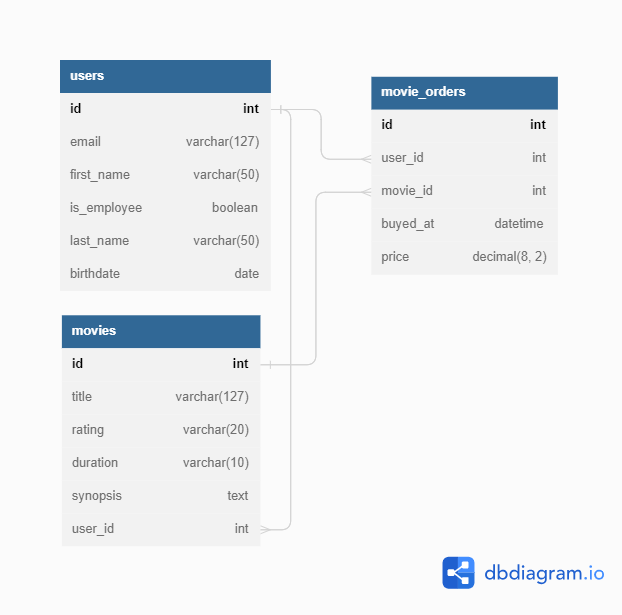 users
id int
email varchar(127)
first_name varchar(50)
is_employee boolean
last_name varchar(50)
birthdate date
movie_orders
id int
user_id int
movie_id int
buyed_at datetime
price decimal(8, 2)
movies
id int
title varchar(127)
rating varchar(20)
duration varchar(10)
synopsis text
user_id int
dbdiagram.io